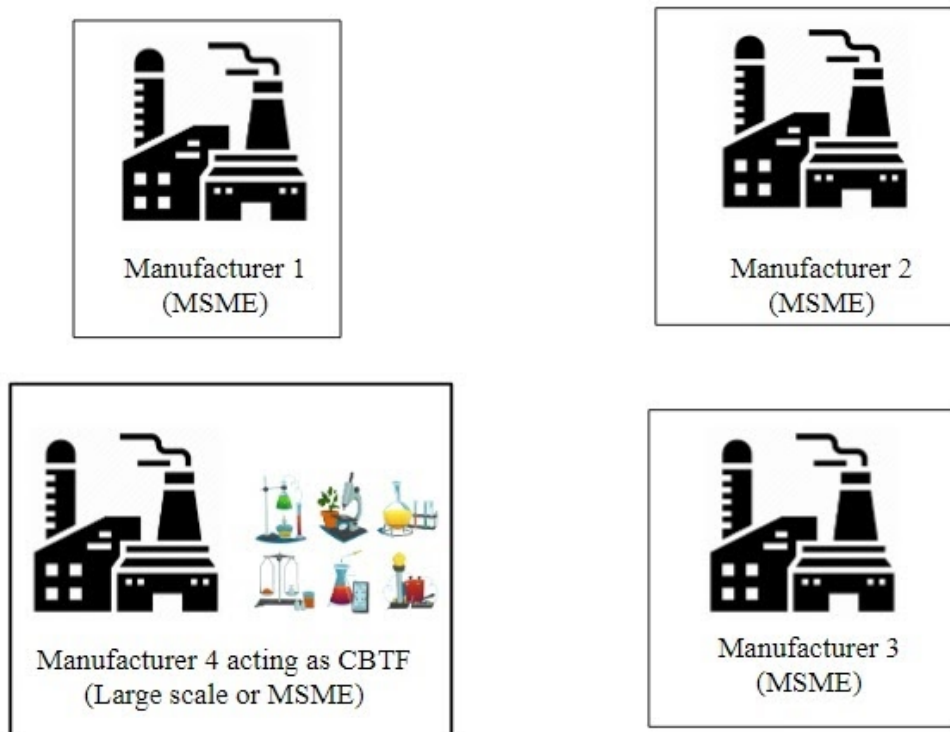 Manufacturer 1
(MSME)
Manufacturer 2
(MSME)
Manufacturer 4 acting as CBTF
(Large scale or MSME)
Manufacturer 3
(MSME)